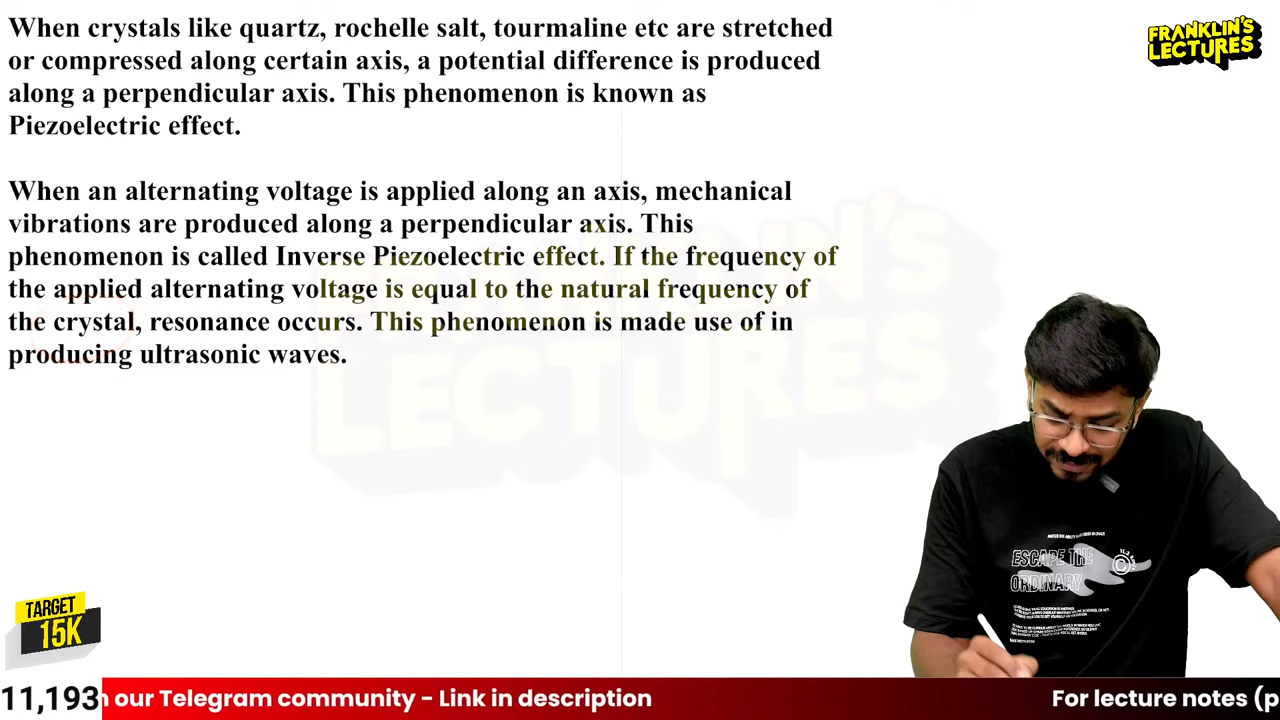 When crystals like quartz, rochelle salt, tourmaline etc are stretched
or compressed along certain axis, a potential difference is produced
along a perpendicular axis. This phenomenon is known as
Piezoelectric effect.
When an alternating voltage is applied along an axis, mechanical
vibrations are produced along a perpendicular axis. This
phenomenon is called Inverse Piezoelectric effect. If the frequency of
the applied alternating voltage is equal to the natural frequency of
the crystal, resonance occurs. This phenomenon is made use of in
producing ultrasonic waves.
FRANKLIN'S
LECTURES
FRANKLIN'S
LECTURES
ESCAPE THE
ORDINARY
TARGET
15K
11,193
our Telegram community - Link in description
For lecture notes (p